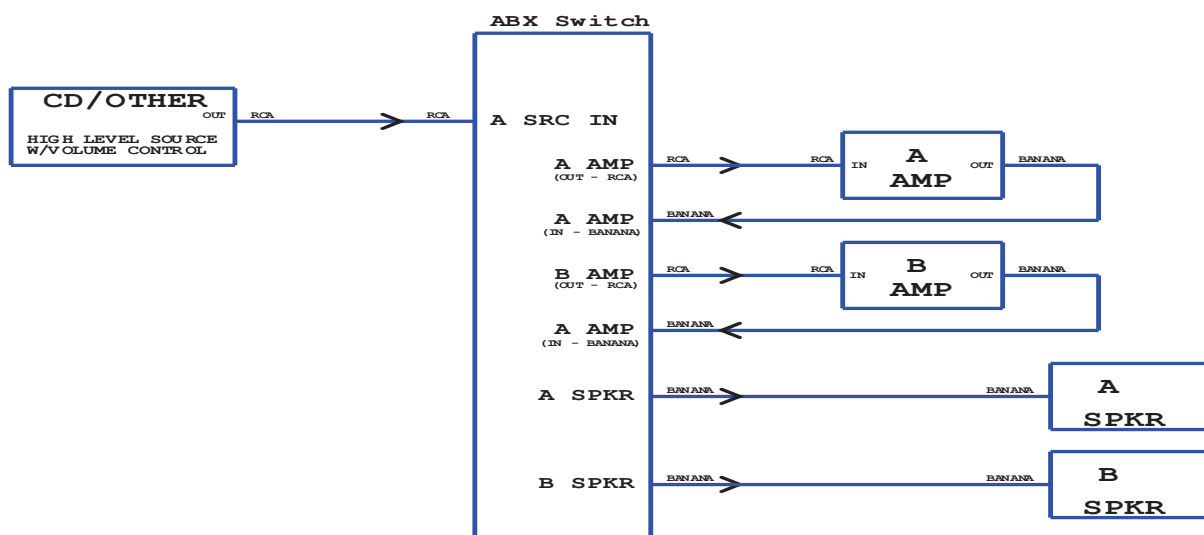 ABX Switch
CD/OTHER
OUT
HIGH LEVEL SOURCE
W/VOLUME CONTROL
RCA
RCA
A SRC IN
A AMP
(OUT - RCA)
RCA
RCA
IN
A
AMP
OUT
BANANA
A AMP
(IN - BANANA)
BANANA
B AMP
(OUT - RCA)
RCA
RCA
IN
B
AMP
OUT
BANANA
A AMP
(IN - BANANA)
BANANA
A SPKR
BANANA
BANANA
A
SPKR
B SPKR
BANANA
BANANA
B
SPKR